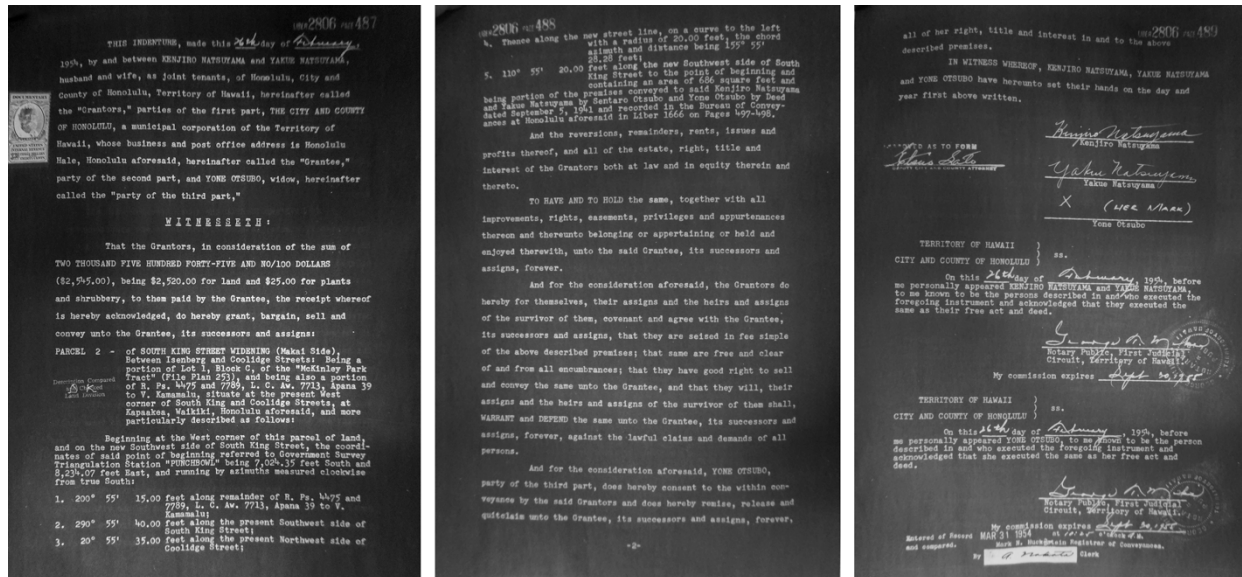 LIBER 2806 PAGE 487
THIS INDENTURE, made this 26th day of February,
1954, by and between KENJIRO NATSUYAMA and YAKUE NATSUYAMA,
husband and wife, as joint tenants, of Honolulu, City and
County of Honolulu, Territory of Hawaii, hereinafter called
the "Grantors," parties of the first part, THE CITY AND COUNTY
OF HONOLULU, a municipal corporation of the Territory of
Hawaii, whose business and post office address is Honolulu
Hale, Honolulu aforesaid, hereinafter called the "Grantee,"
party of the second part, and YONE OTSUBO, widow, hereinafter
called the "party of the third part,"
WITNESSETH:
That the Grantors, in consideration of the sum of
TWO THOUSAND FIVE HUNDRED FORTY-FIVE AND NO/100 DOLLARS
($2,545.00), being $2,520.00 for land and $25.00 for plants
and shrubbery, to them paid by the Grantee, the receipt whereof
is hereby acknowledged, do hereby grant, bargain, sell and
convey unto the Grantee, its successors and assigns:
PARCEL 2 - of SOUTH KING STREET WIDENING (Makai Side),
Between Isenberg and Coolidge Streets: Being a
portion of Lot 1, Block C, of the "McKinley Park
Tract" (File Plan 253), and being also a portion
of R. Ps. 4475 and 7789, L. C. Aw. 7713, Apana 39
to V. Kamamalu, situate at the present West
corner of South King and Coolidge Streets, at
Kapaakea, Waikiki, Honolulu aforesaid, and more
particularly described as follows:
Description Compared
and Checked
Land Division
Beginning at the West corner of this parcel of land,
and on the new Southwest side of South King Street, the coordi-
nates of said point of beginning referred to Government Survey
Triangulation Station "PUNCHBOWL" being 7,024.35 feet South and
8,234.07 feet East, and running by azimuths measured clockwise
from true South:
1. 200° 55' 15.00 feet along remainder of R. Ps. 4475 and
7789, L. C. Aw. 7713, Apana 39 to V.
Kamamalu;
2. 290° 55' 40.00 feet along the present Southwest side of
South King Street;
3. 20° 55' 35.00 feet along the present Northwest side of
Coolidge Street;
LIBER 2806 PAGE 488
4. Thence along the new street line, on a curve to the left
with a radius of 20.00 feet, the chord
azimuth and distance being 155° 55'
28.28 feet;
5. 110° 55' 20.00 feet along the new Southwest side of South
King Street to the point of beginning and
containing an area of 686 square feet and
being portion of the premises conveyed to said Kenjiro Natsuyama
and Yakue Matsuyama by Sentaro Otsubo and Yone Otsubo by Deed
dated September 5, 1941 and recorded in the Bureau of Convey-
ances at Honolulu aforesaid in Liber 1666 on Pages 497-498.
And the reversions, remainders, rents, issues and
profits thereof, and all of the estate, right, title and
interest of the Grantors both at law and in equity therein and
thereto.
TO HAVE AND TO HOLD the same, together with all
improvements, rights, easements, privileges and appurtenances
thereon and thereunto belonging or appertaining or held and
enjoyed therewith, unto the said Grantee, its successors and
assigns, forever.
And for the consideration aforesaid, the Grantors do
hereby for themselves, their assigns and the heirs and assigns
of the survivor of them, covenant and agree with the Grantee,
its successors and assigns, that they are seised in fee simple
of the above described premises; that same are free and clear
of and from all encumbrances; that they have good right to sell
and convey the same unto the Grantee, and that they will, their
assigns and the heirs and assigns of the survivor of them shall,
WARRANT and DEFEND the same unto the Grantee, its successors and
assigns, forever, against the lawful claims and demands of all
persons.
And for the consideration aforesaid, YONE OTSUBO,
party of the third part, does hereby consent to the within con-
veyance by the said Grantors and does hereby remise, release and
quitclaim unto the Grantee, its successors and assigns, forever,
-2-
LIBER 2806 PAGE 489
all of her right, title and interest in and to the above
described premises.
IN WITNESS WHEREOF, KENJIRO NATSUYAMA, YAKUE NATSUYAMA
and YONE OTSUBO have hereunto set their hands on the day and
year first above written.
Kenjiro Natsuyama
Kenjiro Natsuyama
APPROVED AS TO FORM
DEPUTY CITY AND COUNTY ATTORNEY
Yakue Natsuyama
Yakue Natsuyama
X (HER MARK)
Yone Otsubo
TERRITORY OF HAWAII )
) ss.
CITY AND COUNTY OF HONOLULU )
On this 26th day of February, 1954, before
me personally appeared KENJIRO NATSUYAMA and YAKUE NATSUYAMA,
to me known to be the persons described in and who executed the
foregoing instrument and acknowledged that they executed the
same as their free act and deed.
Notary Public, First Judicial
Circuit, Territory of Hawaii.
My commission expires Sept 30, 1955
TERRITORY OF HAWAII )
) ss.
CITY AND COUNTY OF HONOLULU )
On this 26th day of February, 1954, before
me personally appeared YONE OTSUBO, to me known to be the person
described in and who executed the foregoing instrument and
acknowledged that she executed the same as her free act and
deed.
Notary Public, First Judicial
Circuit, Territory of Hawaii.
My commission expires Sept 30, 1955
Entered of Record MAR 31 1954 at o'clock M.
and compared. Mark Registrar of Conveyances.
By Clerk